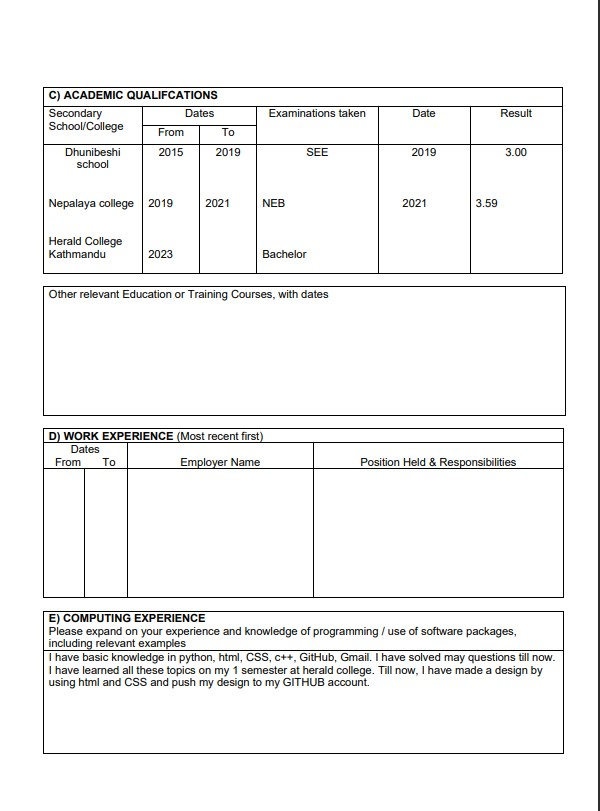 C) ACADEMIC QUALIFCATIONS
Secondary School/College
Dates
Examinations taken
Date
Result
From
To
Dhunibeshi school
2015
2019
SEE
2019
3.00
Nepalaya college
2019
2021
NEB
2021
3.59
Herald College Kathmandu
2023
Bachelor
Other relevant Education or Training Courses, with dates
D) WORK EXPERIENCE (Most recent first)
Dates
From
To
Employer Name
Position Held & Responsibilities
E) COMPUTING EXPERIENCE
Please expand on your experience and knowledge of programming / use of software packages,
including relevant examples
I have basic knowledge in python, html, CSS, c++, GitHub, Gmail. I have solved may questions till now.
I have learned all these topics on my 1 semester at herald college. Till now, I have made a design by
using html and CSS and push my design to my GITHUB account.